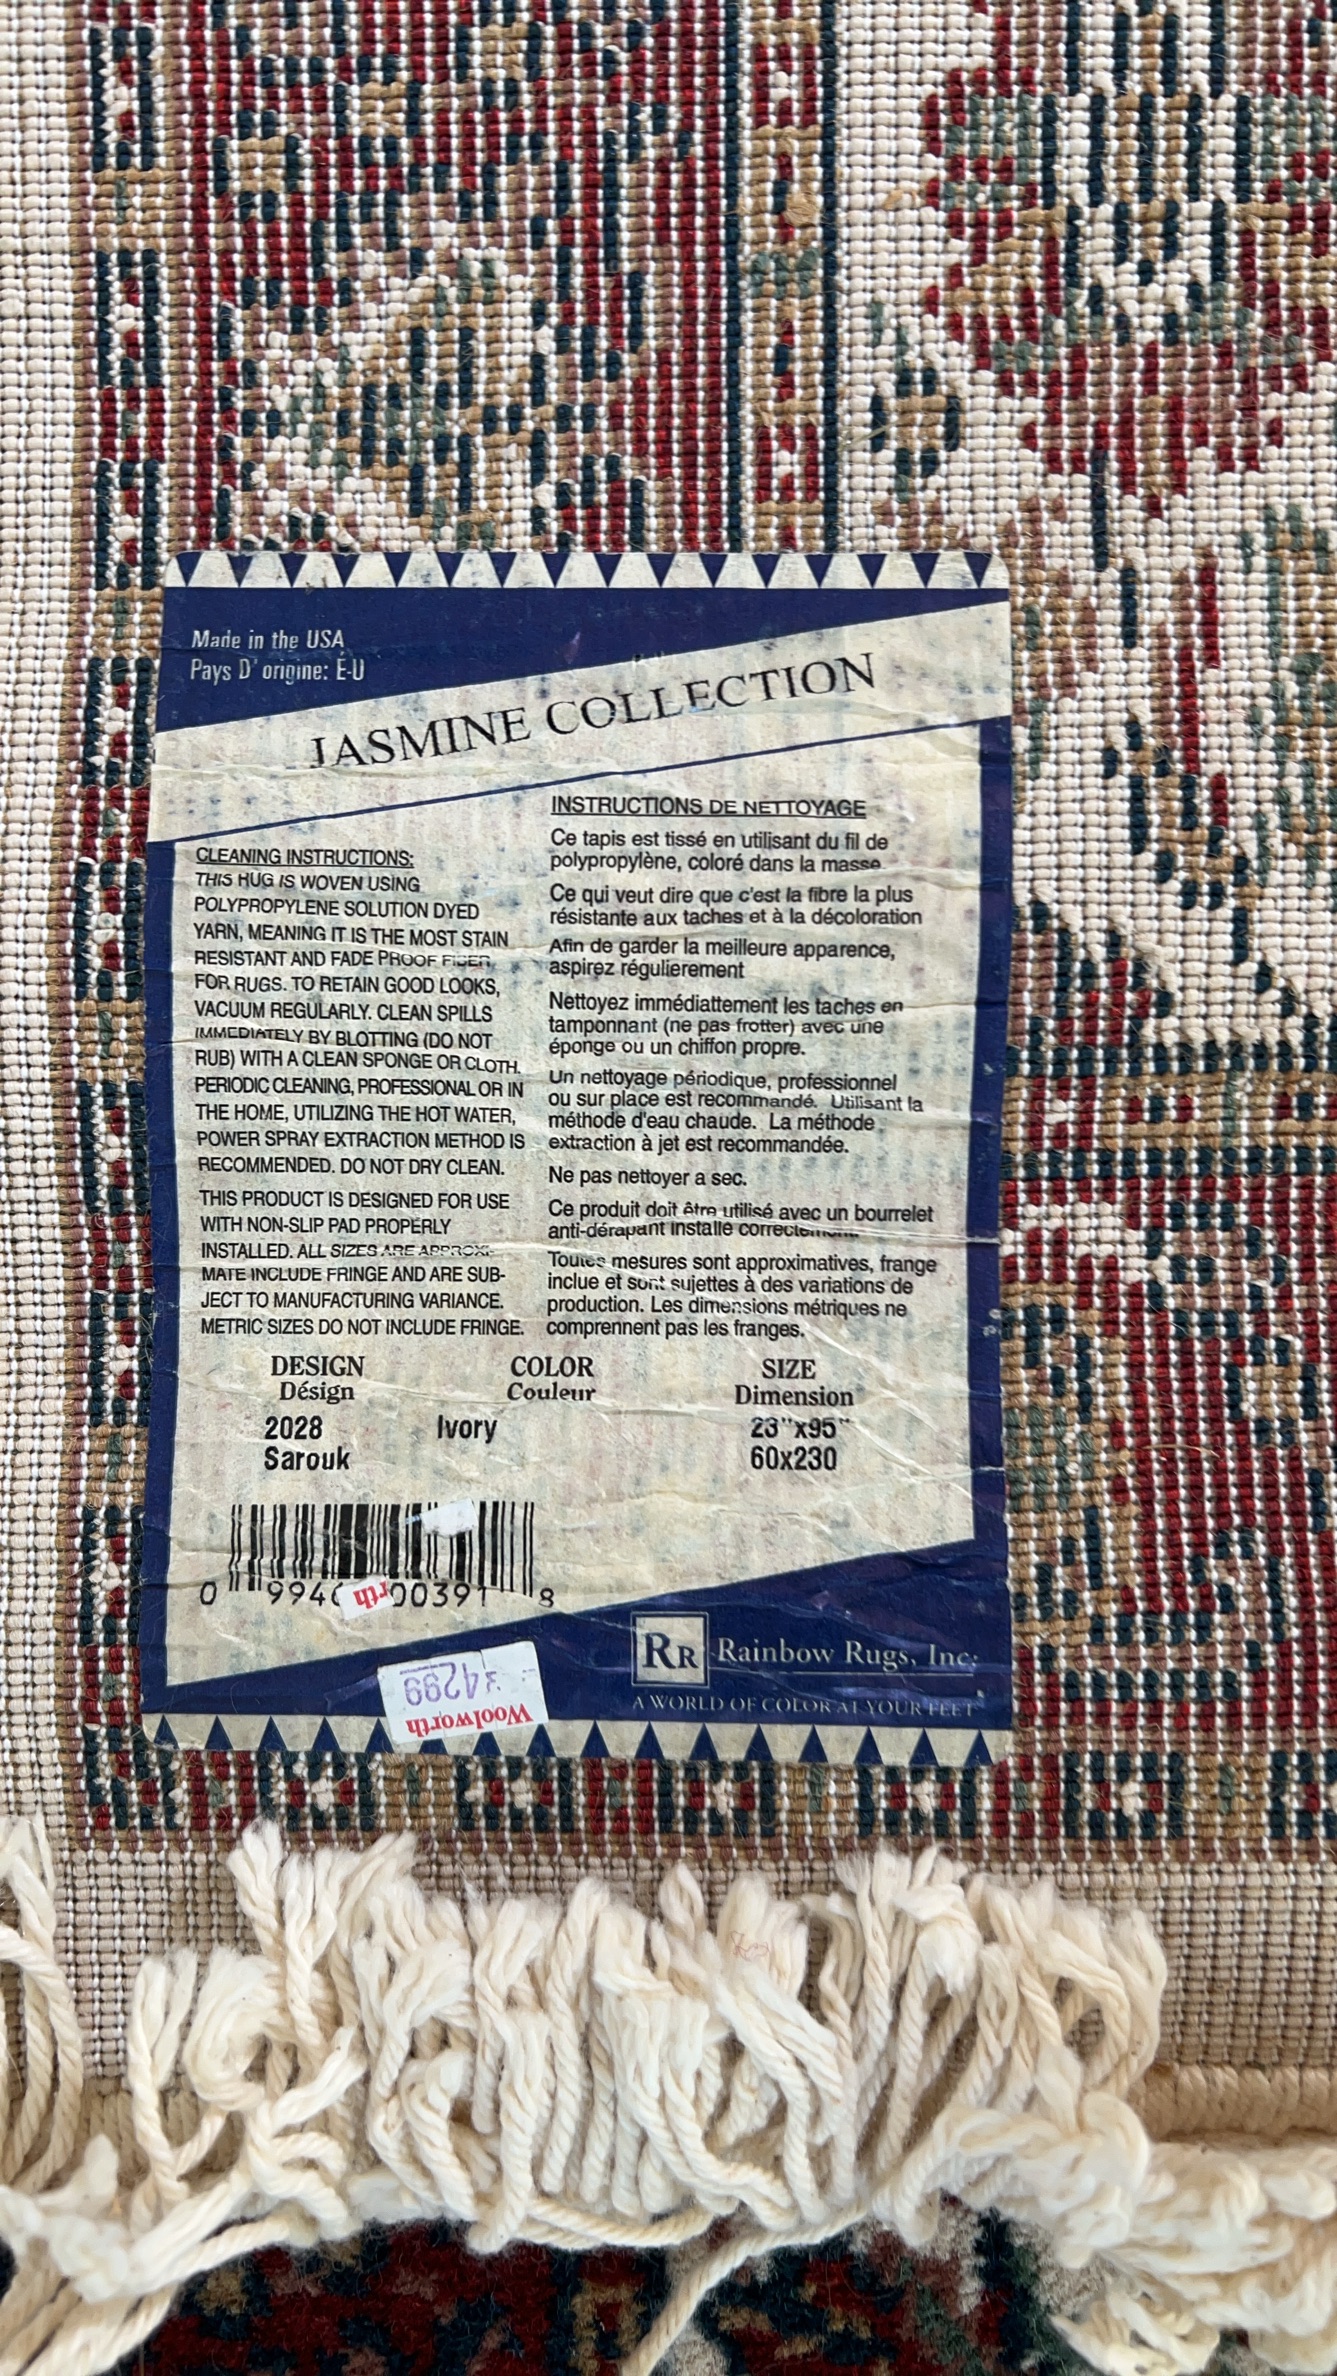 Made in the USA
Pays D' origine: É-U
JASMINE COLLECTION
CLEANING INSTRUCTIONS:
THIS RUG IS WOVEN USING
POLYPROPYLENE SOLUTION DYED
YARN, MEANING IT IS THE MOST STAIN
RESISTANT AND FADE PROOF FIBER
FOR RUGS. TO RETAIN GOOD LOOKS,
VACUUM REGULARLY. CLEAN SPILLS
IMMEDIATELY BY BLOTTING (DO NOT
RUB) WITH A CLEAN SPONGE OR CLOTH.
PERIODIC CLEANING, PROFESSIONAL OR IN
THE HOME, UTILIZING THE HOT WATER,
POWER SPRAY EXTRACTION METHOD IS
RECOMMENDED. DO NOT DRY CLEAN.
THIS PRODUCT IS DESIGNED FOR USE
WITH NON-SLIP PAD PROPERLY
INSTALLED. ALL SIZES ARE APPROXI-
MATE INCLUDE FRINGE AND ARE SUB-
JECT TO MANUFACTURING VARIANCE.
METRIC SIZES DO NOT INCLUDE FRINGE.
INSTRUCTIONS DE NETTOYAGE
Ce tapis est tissé en utilisant du fil de
polypropylène, coloré dans la masse
Ce qui veut dire que c'est la fibre la plus
résistante aux taches et à la décoloration
Afin de garder la meilleure apparence,
aspirez régulierement
Nettoyez immédiattement les taches en
tamponnant (ne pas frotter) avec une
éponge ou un chiffon propre.
Un nettoyage périodique, professionnel
ou sur place est recommandé. Utilisant la
méthode d'eau chaude. La méthode
extraction à jet est recommandée.
Ne pas nettoyer a sec.
Ce produit doit être utilisé avec un bourrelet
anti-dérapant installé correctement.
Toutes mesures sont approximatives, frange
inclue et sont sujettes à des variations de
production. Les dimensions métriques ne
comprennent pas les franges.
DESIGN COLOR SIZE
Désign Couleur Dimension
2028 Ivory 23"x95"
Sarouk 60x230
0 994 00391 8
rth
Rr Rainbow Rugs, Inc.
A WORLD OF COLOR AT YOUR FEET
Woolworth
34299